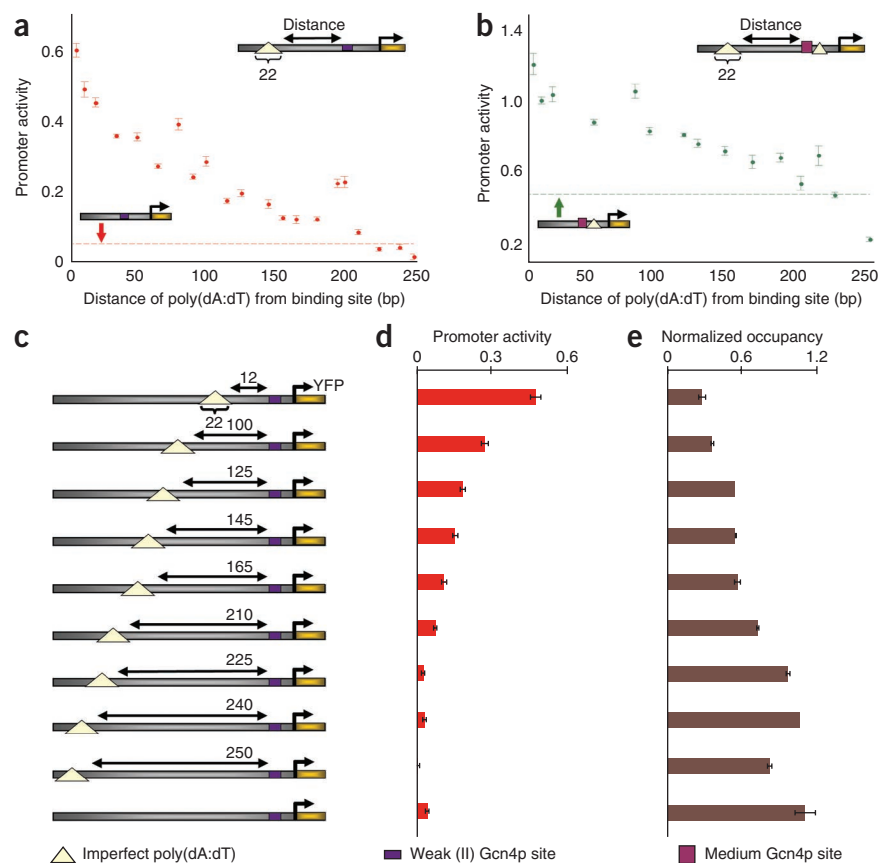 a
Promoter activity
0.6
0.4
0.2
0
0
50
100
150
200
250
Distance of poly(dA:dT) from binding site (bp)
Distance
22
b
Promoter activity
1.4
1.0
0.6
0.2
0
50
100
150
200
250
Distance of poly(dA:dT) from binding site (bp)
Distance
22
c
12
YFP
22
100
125
145
165
210
225
240
250
d
Promoter activity
0
0.3
0.6
e
Normalized occupancy
0
0.6
1.2
Imperfect poly(dA:dT)
Weak (II) Gcn4p site
Medium Gcn4p site